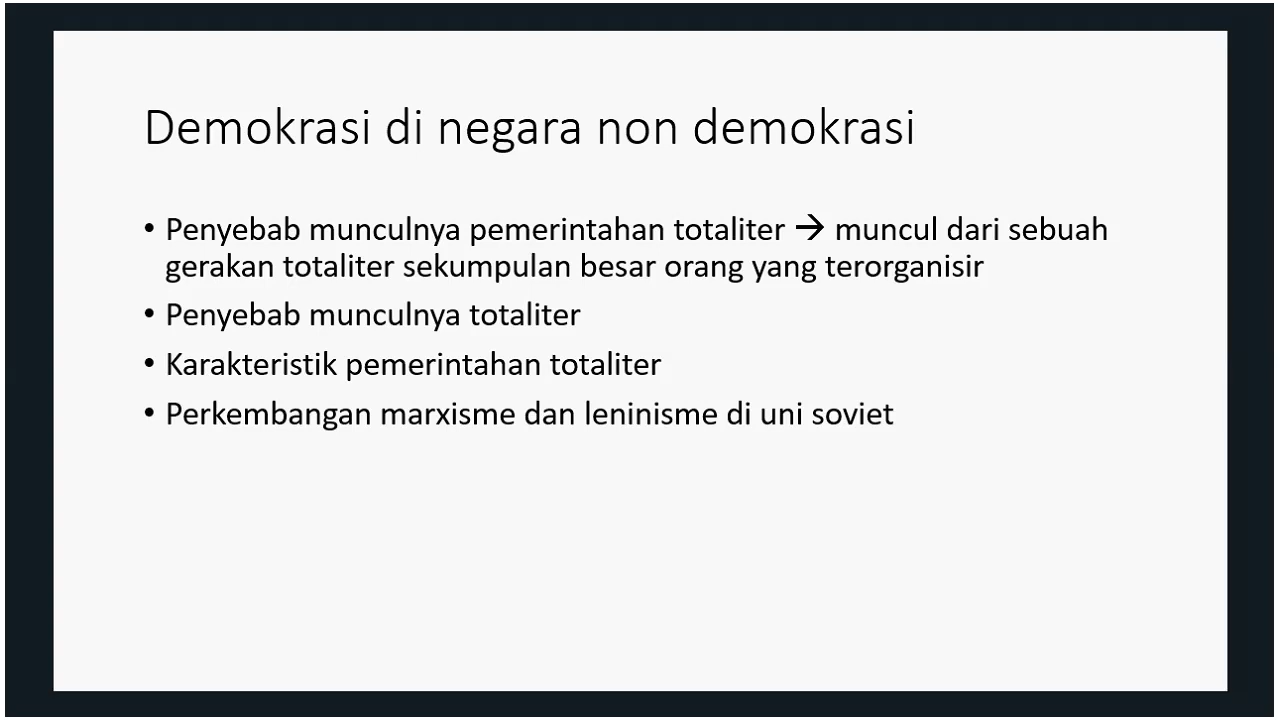 Demokrasi di negara non demokrasi
• Penyebab munculnya pemerintahan totaliter → muncul dari sebuah
gerakan totaliter sekumpulan besar orang yang terorganisir
• Penyebab munculnya totaliter
• Karakteristik pemerintahan totaliter
• Perkembangan marxisme dan leninisme di uni soviet